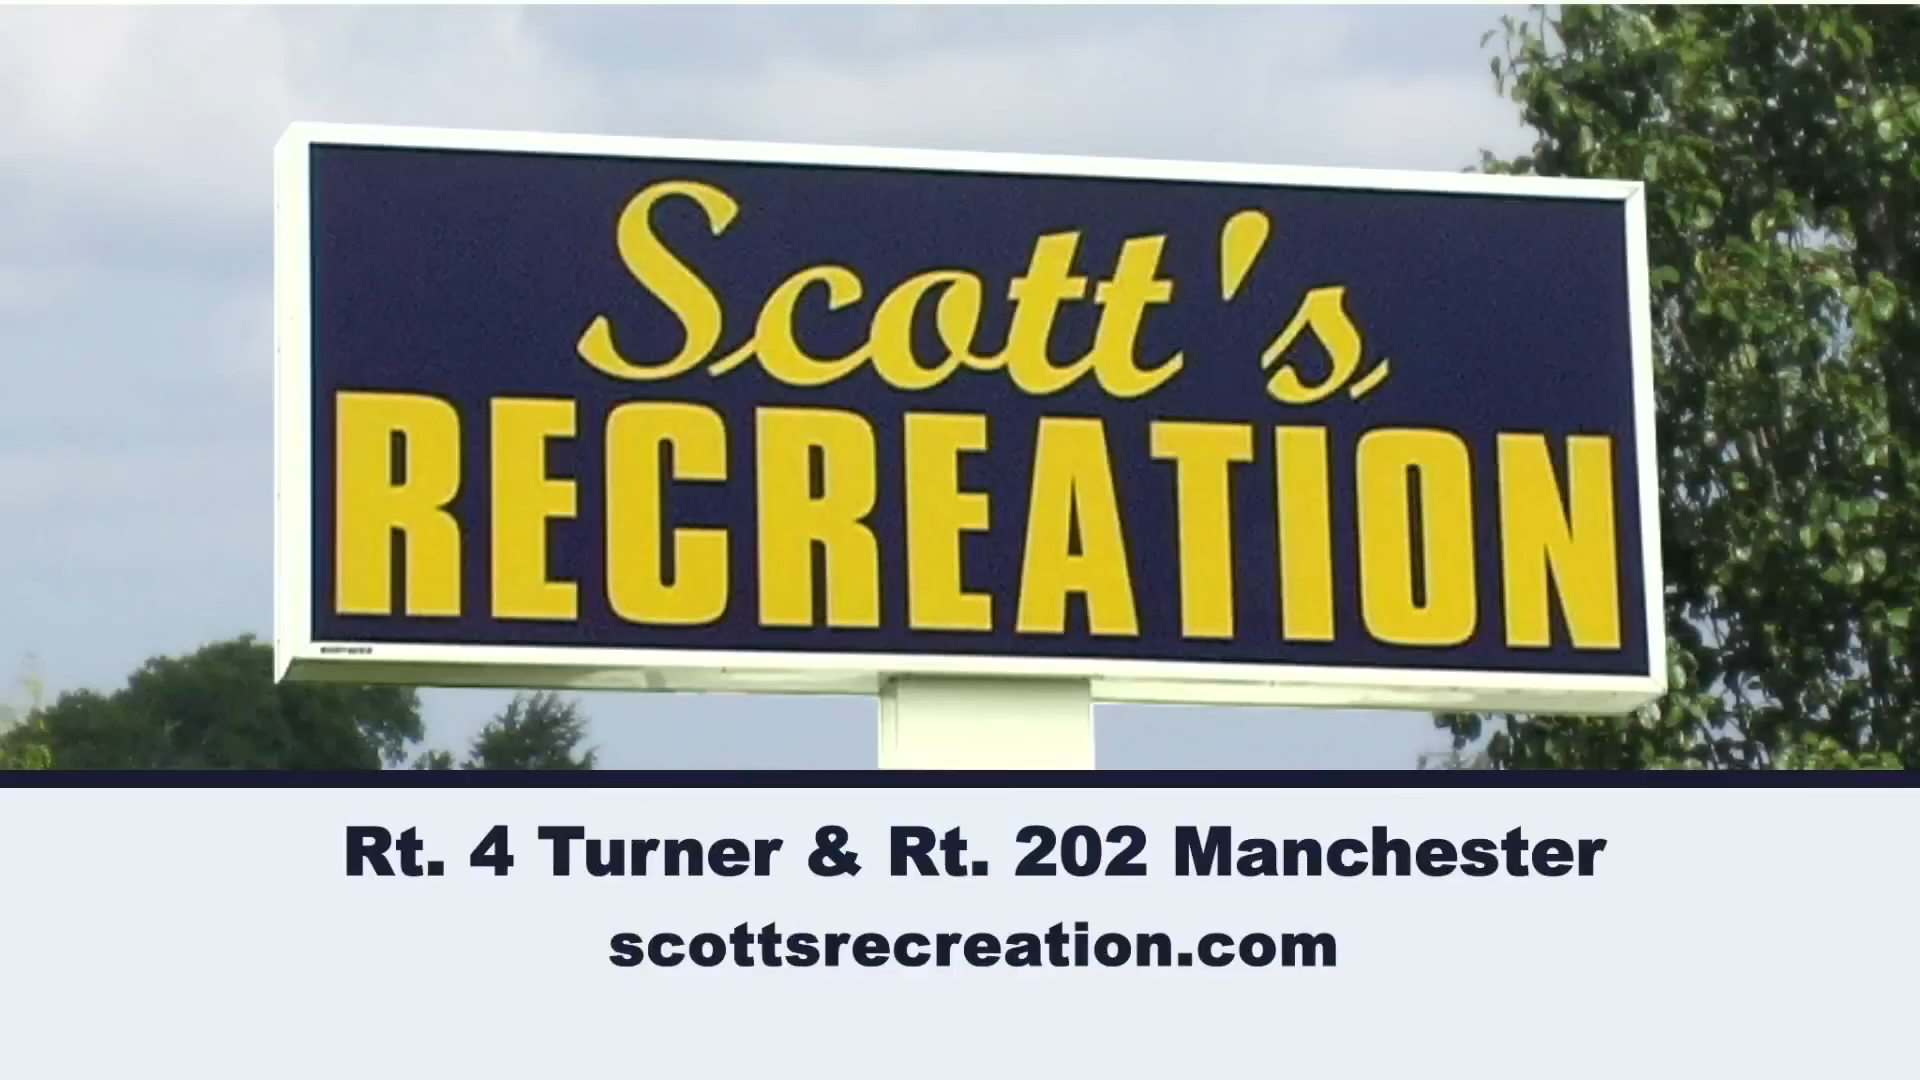 Scott's
RECREATION
Rt. 4 Turner & Rt. 202 Manchester
scottsrecreation.com